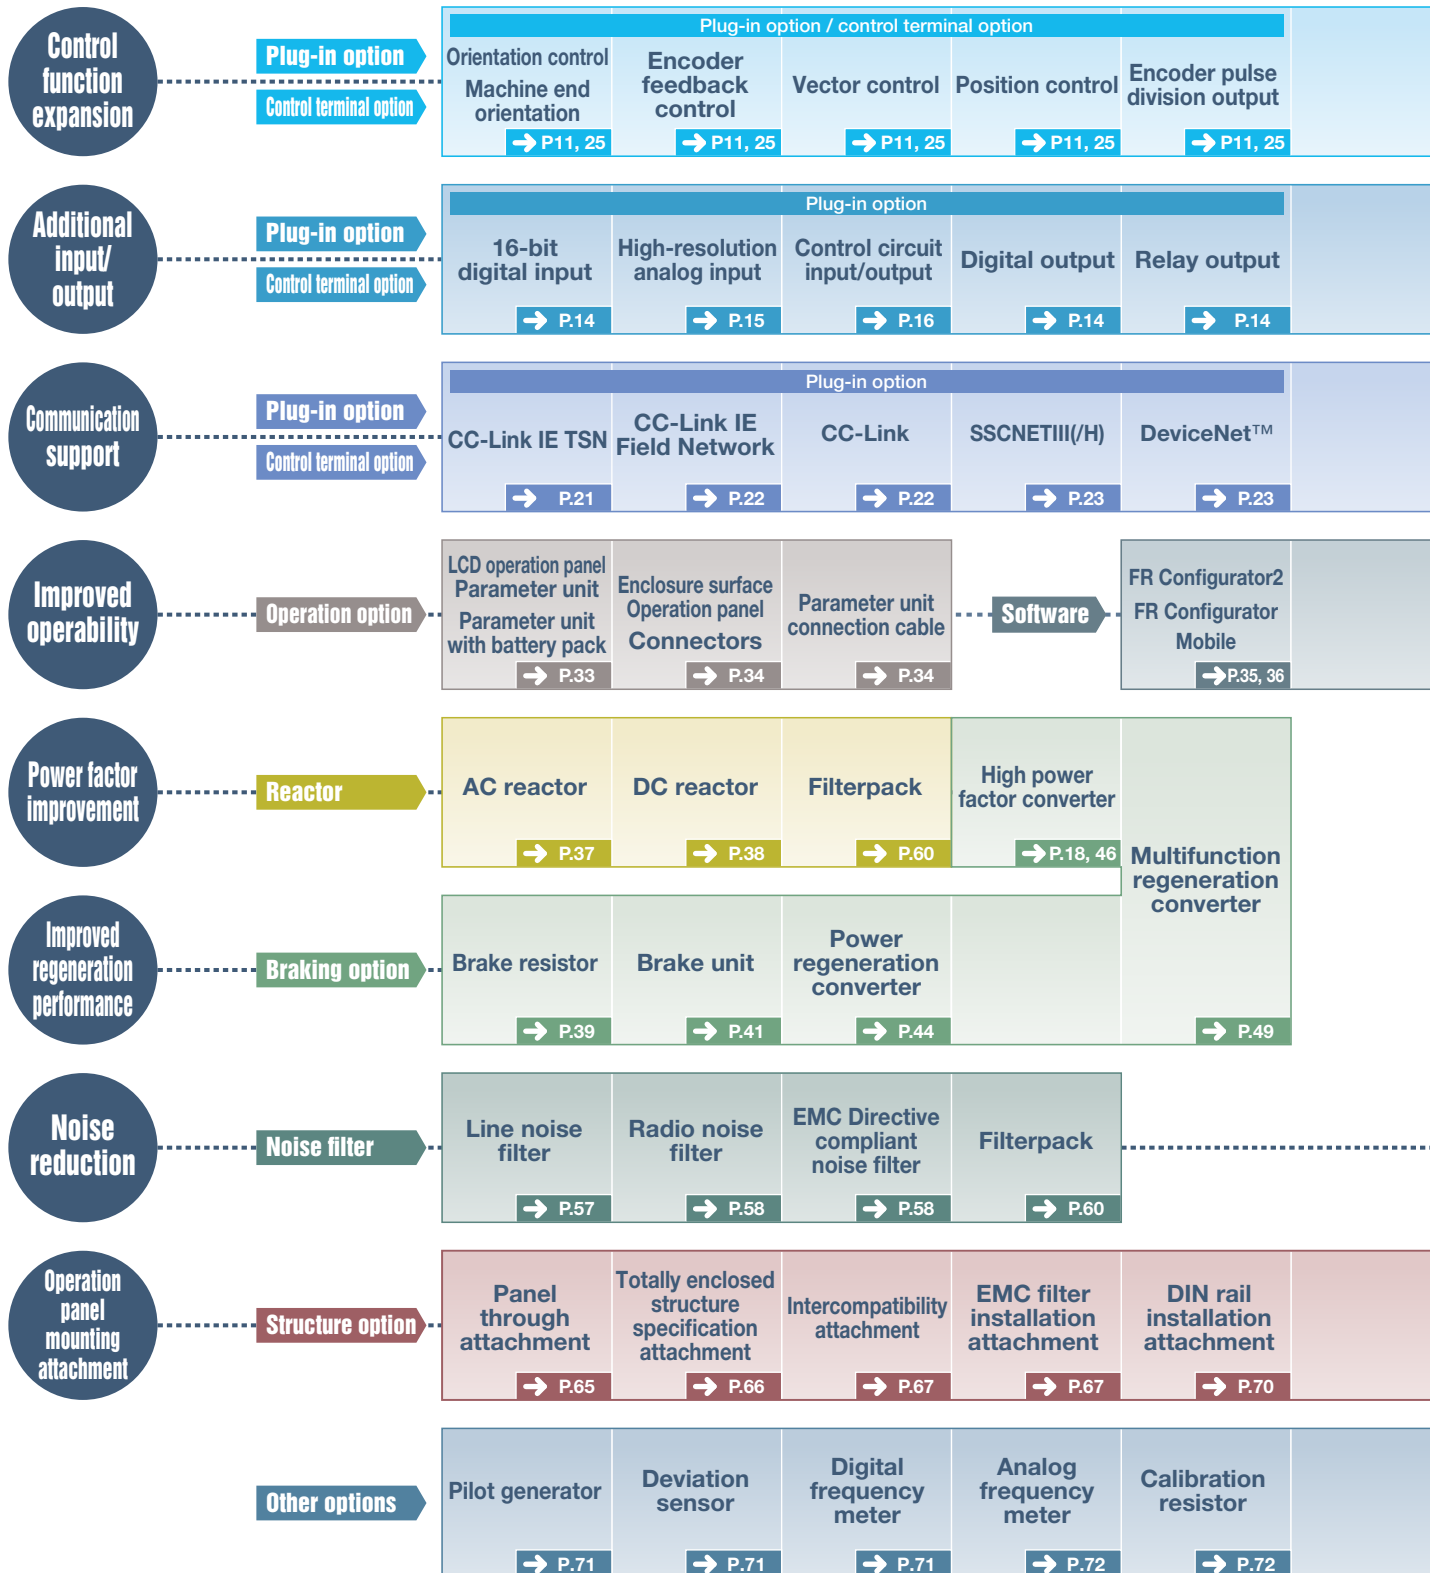 Control
function
expansion
Plug-in option
Control terminal option
Plug-in option / control terminal option
Orientation control
Machine end
orientation
P11, 25
Encoder
feedback
control
P11, 25
Vector control
P11, 25
Position control
P11, 25
Encoder pulse
division output
P11, 25
Additional
input/
output
Plug-in option
Control terminal option
Plug-in option
16-bit
digital input
P.14
High-resolution
analog input
P.15
Control circuit
input/output
P.16
Digital output
P.14
Relay output
P.14
Communication
support
Plug-in option
Control terminal option
Plug-in option
CC-Link IE TSN
P.21
CC-Link IE
Field Network
P.22
CC-Link
P.22
SSCNETIII(/H)
P.23
DeviceNet™
P.23
Improved
operability
Operation option
LCD operation panel
Parameter unit
Parameter unit
with battery pack
P.33
Enclosure surface
Operation panel
Connectors
P.34
Parameter unit
connection cable
P.34
Software
FR Configurator2
FR Configurator
Mobile
P.35, 36
Power factor
improvement
Reactor
AC reactor
P.37
DC reactor
P.38
Filterpack
P.60
High power
factor converter
P.18, 46
Multifunction
regeneration
converter
P.49
Improved
regeneration
performance
Braking option
Brake resistor
P.39
Brake unit
P.41
Power
regeneration
converter
P.44
Noise
reduction
Noise filter
Line noise
filter
P.57
Radio noise
filter
P.58
EMC Directive
compliant
noise filter
P.58
Filterpack
P.60
Operation
panel
mounting
attachment
Structure option
Panel
through
attachment
P.65
Totally enclosed
structure
specification
attachment
P.66
Intercompatibility
attachment
P.67
EMC filter
installation
attachment
P.67
DIN rail
installation
attachment
P.70
Other options
Pilot generator
P.71
Deviation
sensor
P.71
Digital
frequency
meter
P.71
Analog
frequency
meter
P.72
Calibration
resistor
P.72